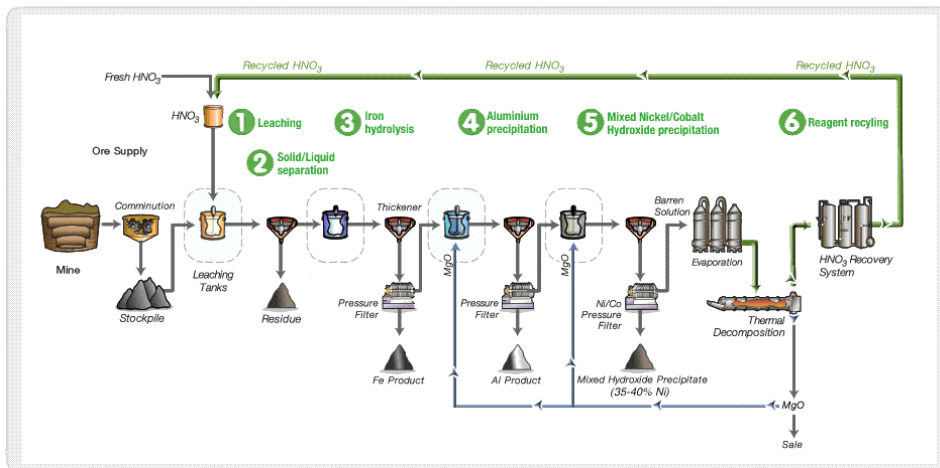 Recycled HNO3
Recycled HNO3
Recycled HNO3
Fresh HNO3
HNO3
1 Leaching
2 Solid/Liquid
separation
3 Iron
hydrolysis
4 Aluminium
precipitation
5 Mixed Nickel/Cobalt
Hydroxide precipitation
6 Reagent recyling
Ore Supply
Mine
Comminution
Stockpile
Leaching
Tanks
Residue
Thickener
Pressure
Filter
Fe Product
MgO
Pressure
Filter
Al Product
MgO
Ni/Co
Pressure
Filter
Mixed Hydroxide Precipitate
(35-40% Ni)
Barren
Solution
Evaporation
Thermal
Decomposition
HNO3 Recovery
System
MgO
Sale